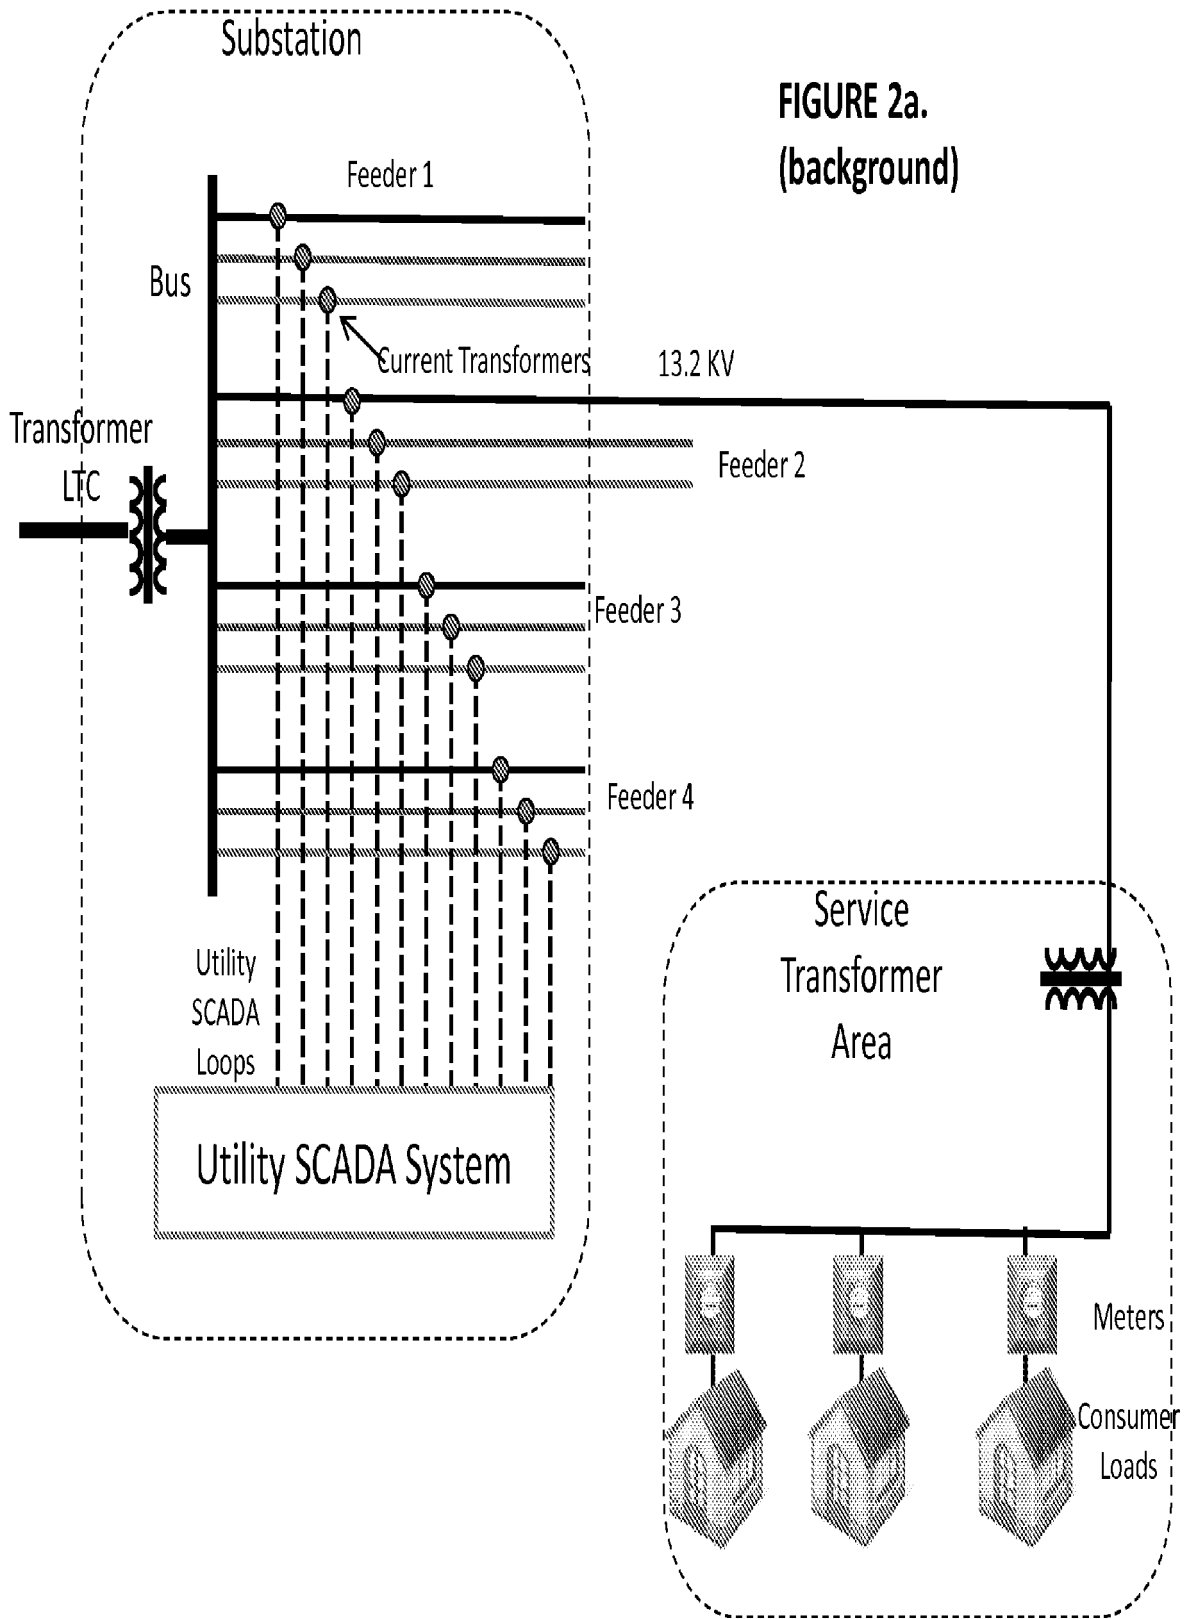 Substation
FIGURE 2a.
(background)
Feeder 1
Bus
Current Transformers
13.2 KV
Transformer
LTC
Feeder 2
Feeder 3
Feeder 4
Utility
SCADA
Loops
Utility SCADA System
Service
Transformer
Area
Meters
Consumer
Loads